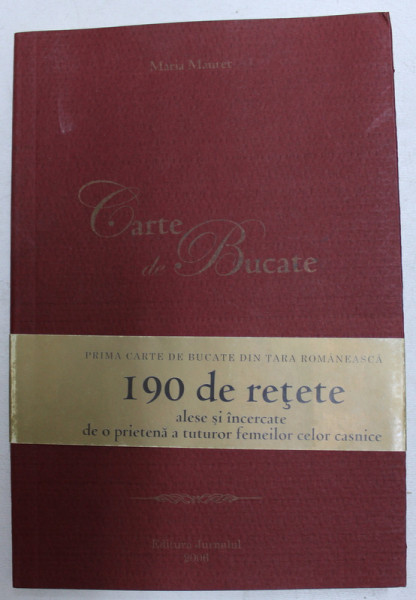 Maria Maurer
Carte
de Bucate
PRIMA CARTE DE BUCATE DIN ŢARA ROMÂNEASCĂ
190 de reţete
alese şi încercate
de o prietenă a tuturor femeilor celor casnice
Editura Jurnalul
2006